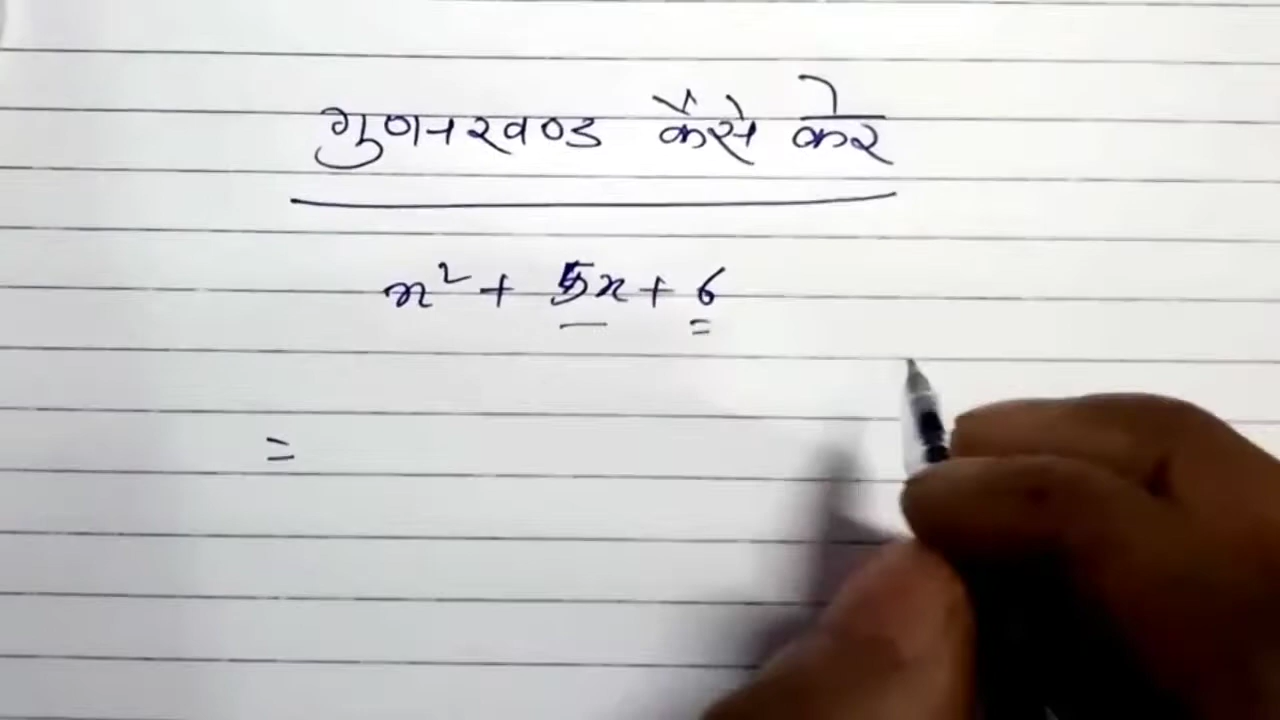 गुणनखण्ड कैसे करे
x² + 5x + 6
=